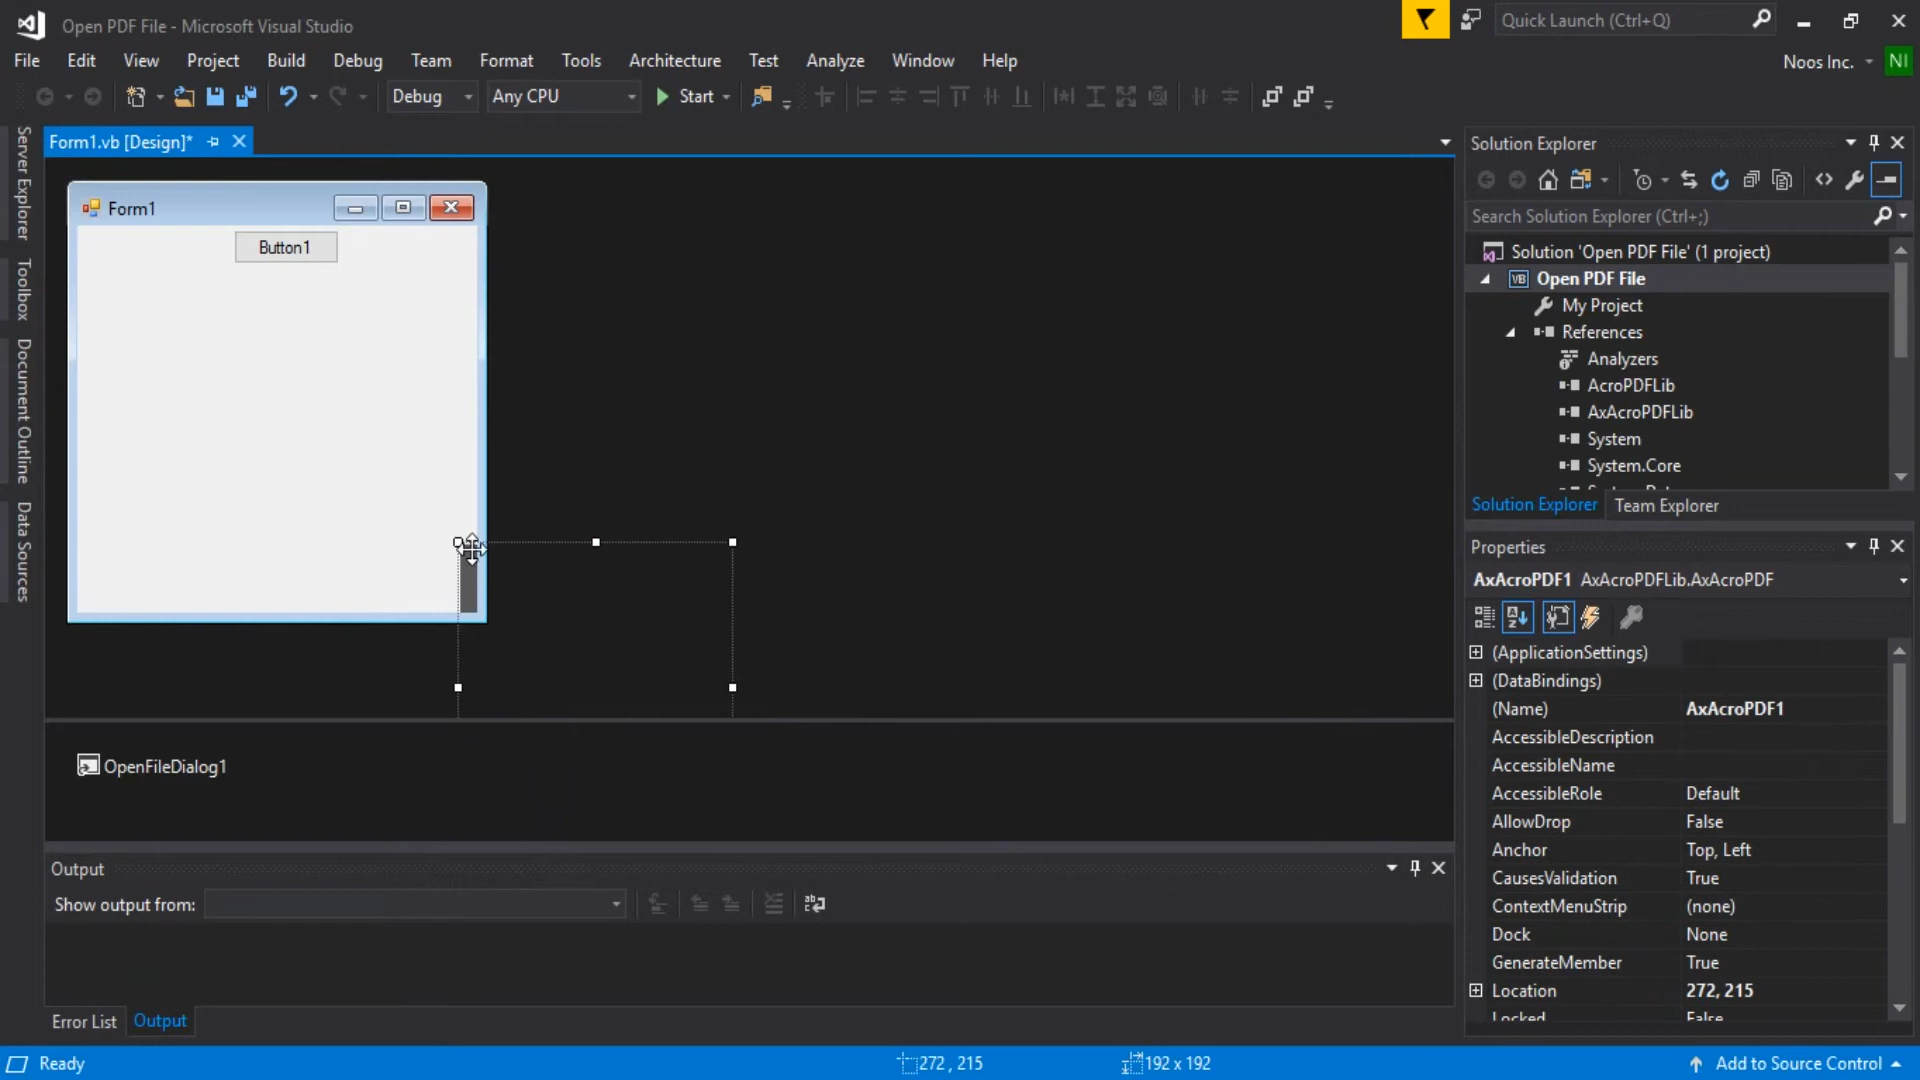 Open PDF File - Microsoft Visual Studio
Quick Launch (Ctrl+Q)
File Edit View Project Build Debug Team Format Tools Architecture Test Analyze Window Help
Noos Inc. NI
Debug Any CPU Start
Form1.vb [Design]*
Server Explorer
Toolbox
Document Outline
Data Sources
Form1
Button1
OpenFileDialog1
Output
Show output from:
Error List Output
Solution Explorer
Search Solution Explorer (Ctrl+;)
Solution 'Open PDF File' (1 project)
VB Open PDF File
My Project
References
Analyzers
AcroPDFLib
AxAcroPDFLib
System
System.Core
Solution Explorer Team Explorer
Properties
AxAcroPDF1 AxAcroPDFLib.AxAcroPDF
(ApplicationSettings)
(DataBindings)
(Name) AxAcroPDF1
AccessibleDescription
AccessibleName
AccessibleRole Default
AllowDrop False
Anchor Top, Left
CausesValidation True
ContextMenuStrip (none)
Dock None
GenerateMember True
Location 272, 215
Locked False
Ready
272 , 215
192 x 192
Add to Source Control